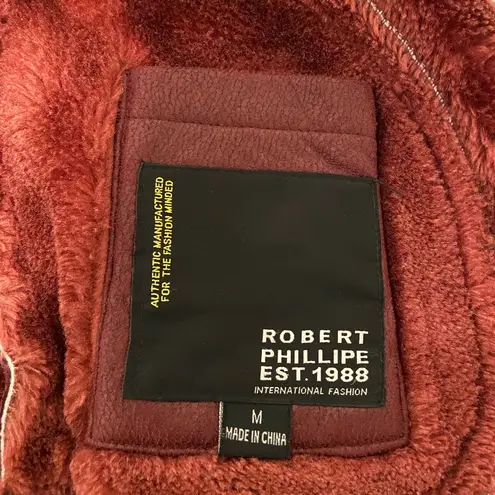 AUTHENTIC MANUFACTURED
FOR THE FASHION MINDED
ROBERT
PHILLIPE
EST.1988
INTERNATIONAL FASHION
M
MADE IN CHINA